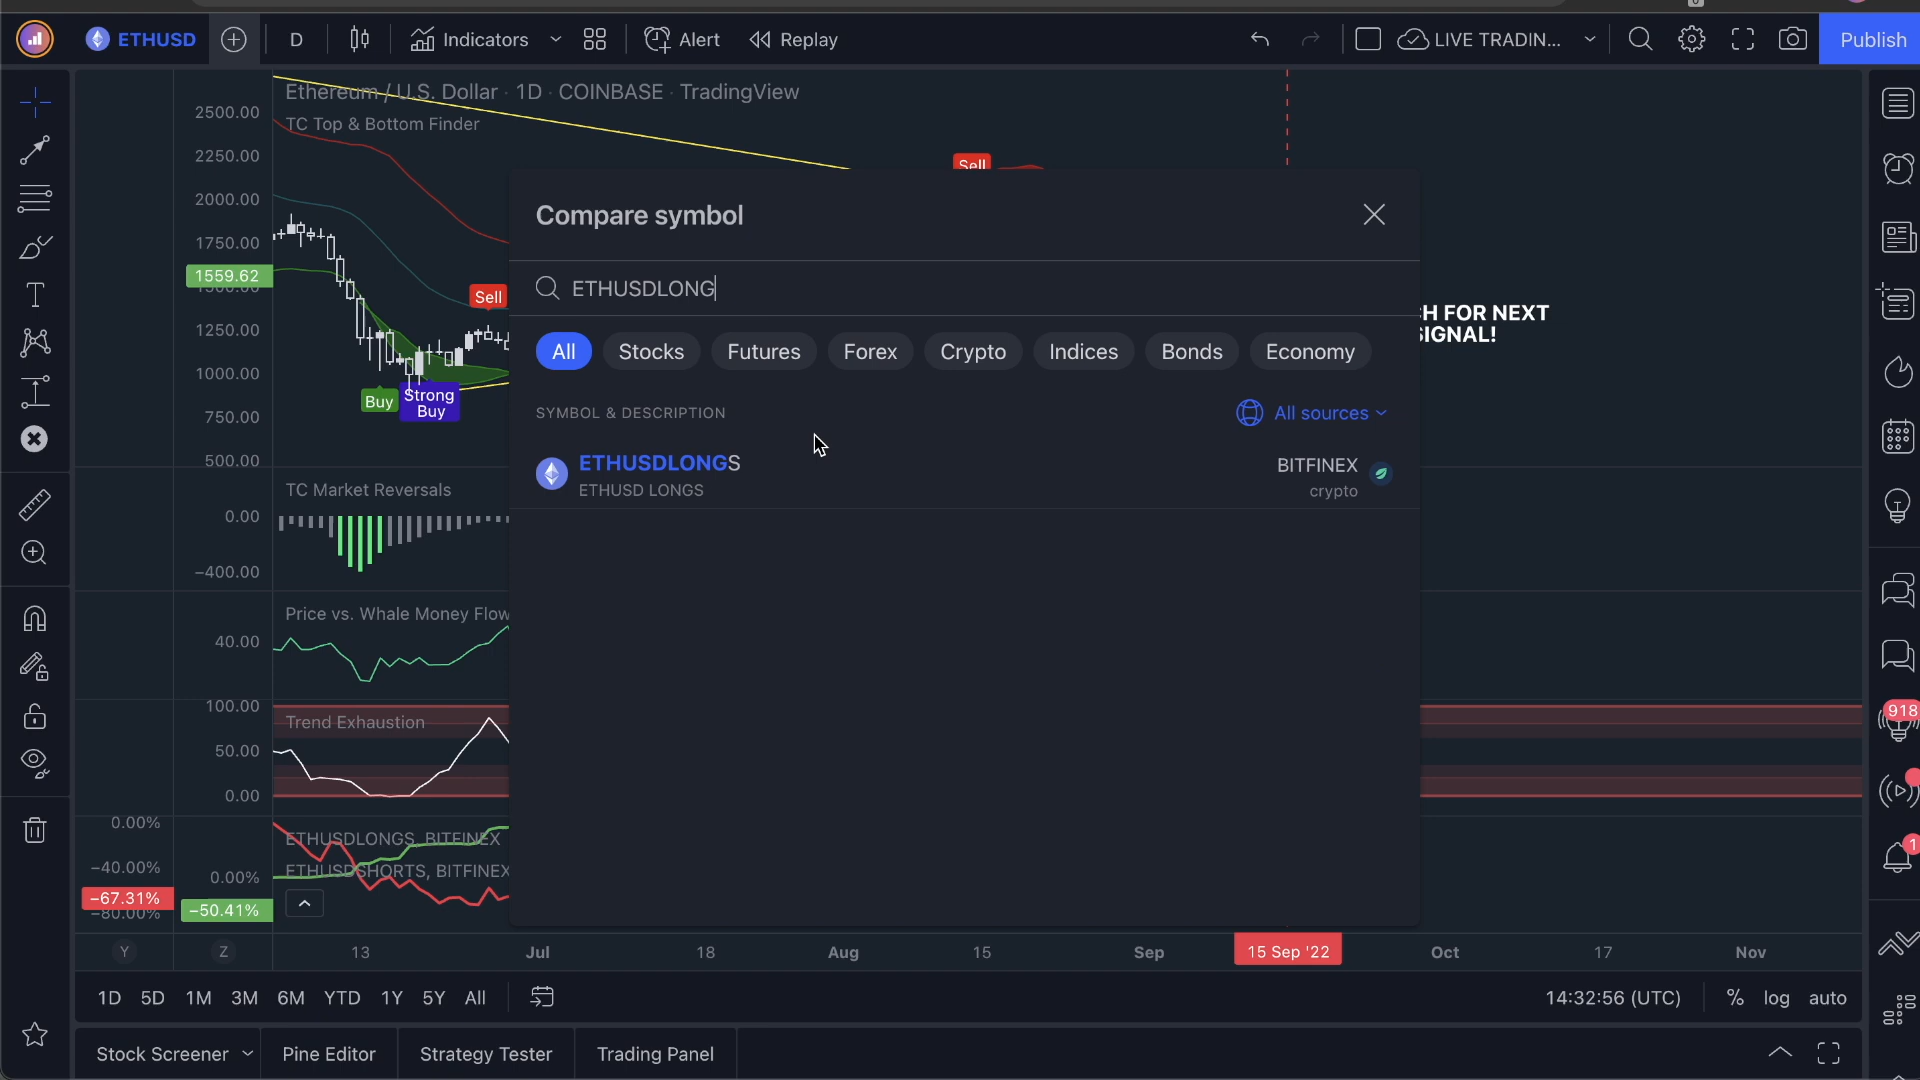 ETHUSD
D
Indicators
Alert
Replay
LIVE TRADIN...
Publish
Ethereum / U.S. Dollar · 1D · COINBASE · TradingView
TC Top & Bottom Finder
2500.00
2250.00
2000.00
1750.00
1559.62
1250.00
1000.00
750.00
500.00
Sell
Sell
Buy
Strong
Buy
Compare symbol
ETHUSDLONG
All
Stocks
Futures
Forex
Crypto
Indices
Bonds
Economy
SYMBOL & DESCRIPTION
All sources
ETHUSDLONGS
ETHUSD LONGS
BITFINEX
crypto
H FOR NEXT
IGNAL!
TC Market Reversals
0.00
−400.00
Price vs. Whale Money Flow
40.00
Trend Exhaustion
100.00
50.00
0.00
ETHUSDLONGS, BITFINEX
ETHUSDSHORTS, BITFINEX
0.00%
−40.00%
−67.31%
−80.00%
0.00%
−50.41%
918
1
Y
Z
13
Jul
18
Aug
15
Sep
15 Sep '22
Oct
17
Nov
1D
5D
1M
3M
6M
YTD
1Y
5Y
All
14:32:56 (UTC)
%
log
auto
Stock Screener
Pine Editor
Strategy Tester
Trading Panel